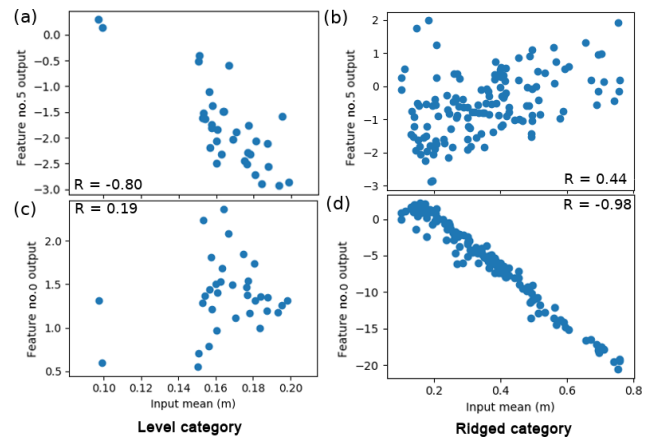 (a)
0.0
−0.5
−1.0
−1.5
−2.0
−2.5
−3.0
Feature no.5 output
R = -0.80
(b)
2
1
0
−1
−2
−3
Feature no.5 output
R = 0.44
(c)
R = 0.19
2.0
1.5
1.0
0.5
Feature no.0 output
0.10 0.12 0.14 0.16 0.18 0.20
Input mean (m)
Level category
(d)
R = -0.98
0
−5
−10
−15
−20
Feature no.0 output
0.2 0.4 0.6 0.8
Input mean (m)
Ridged category